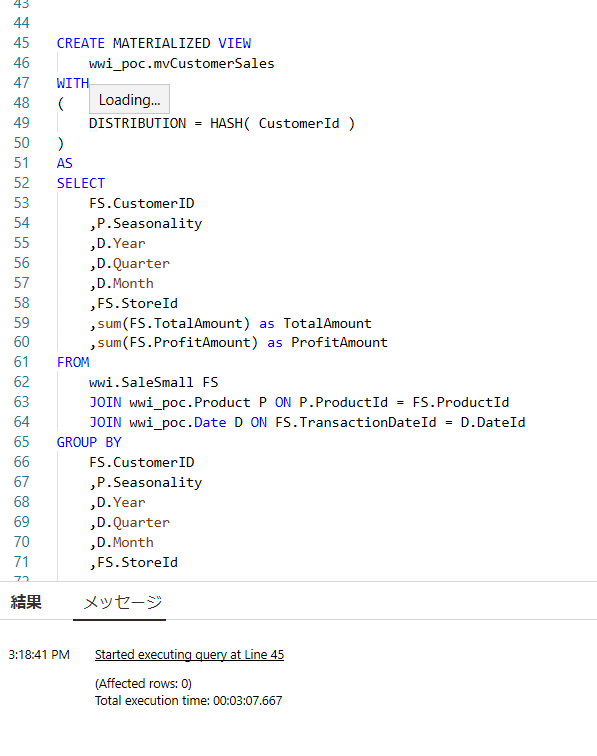 43
44
45 CREATE MATERIALIZED VIEW
46 wwi_poc.mvCustomerSales
47 WITH
Loading...
48 (
49 DISTRIBUTION = HASH( CustomerId )
50 )
51 AS
52 SELECT
53 FS.CustomerID
54 ,P.Seasonality
55 ,D.Year
56 ,D.Quarter
57 ,D.Month
58 ,FS.StoreId
59 ,sum(FS.TotalAmount) as TotalAmount
60 ,sum(FS.ProfitAmount) as ProfitAmount
61 FROM
62 wwi.SaleSmall FS
63 JOIN wwi_poc.Product P ON P.ProductId = FS.ProductId
64 JOIN wwi_poc.Date D ON FS.TransactionDateId = D.DateId
65 GROUP BY
66 FS.CustomerID
67 ,P.Seasonality
68 ,D.Year
69 ,D.Quarter
70 ,D.Month
71 ,FS.StoreId
72
結果 メッセージ
3:18:41 PM Started executing query at Line 45
(Affected rows: 0)
Total execution time: 00:03:07.667